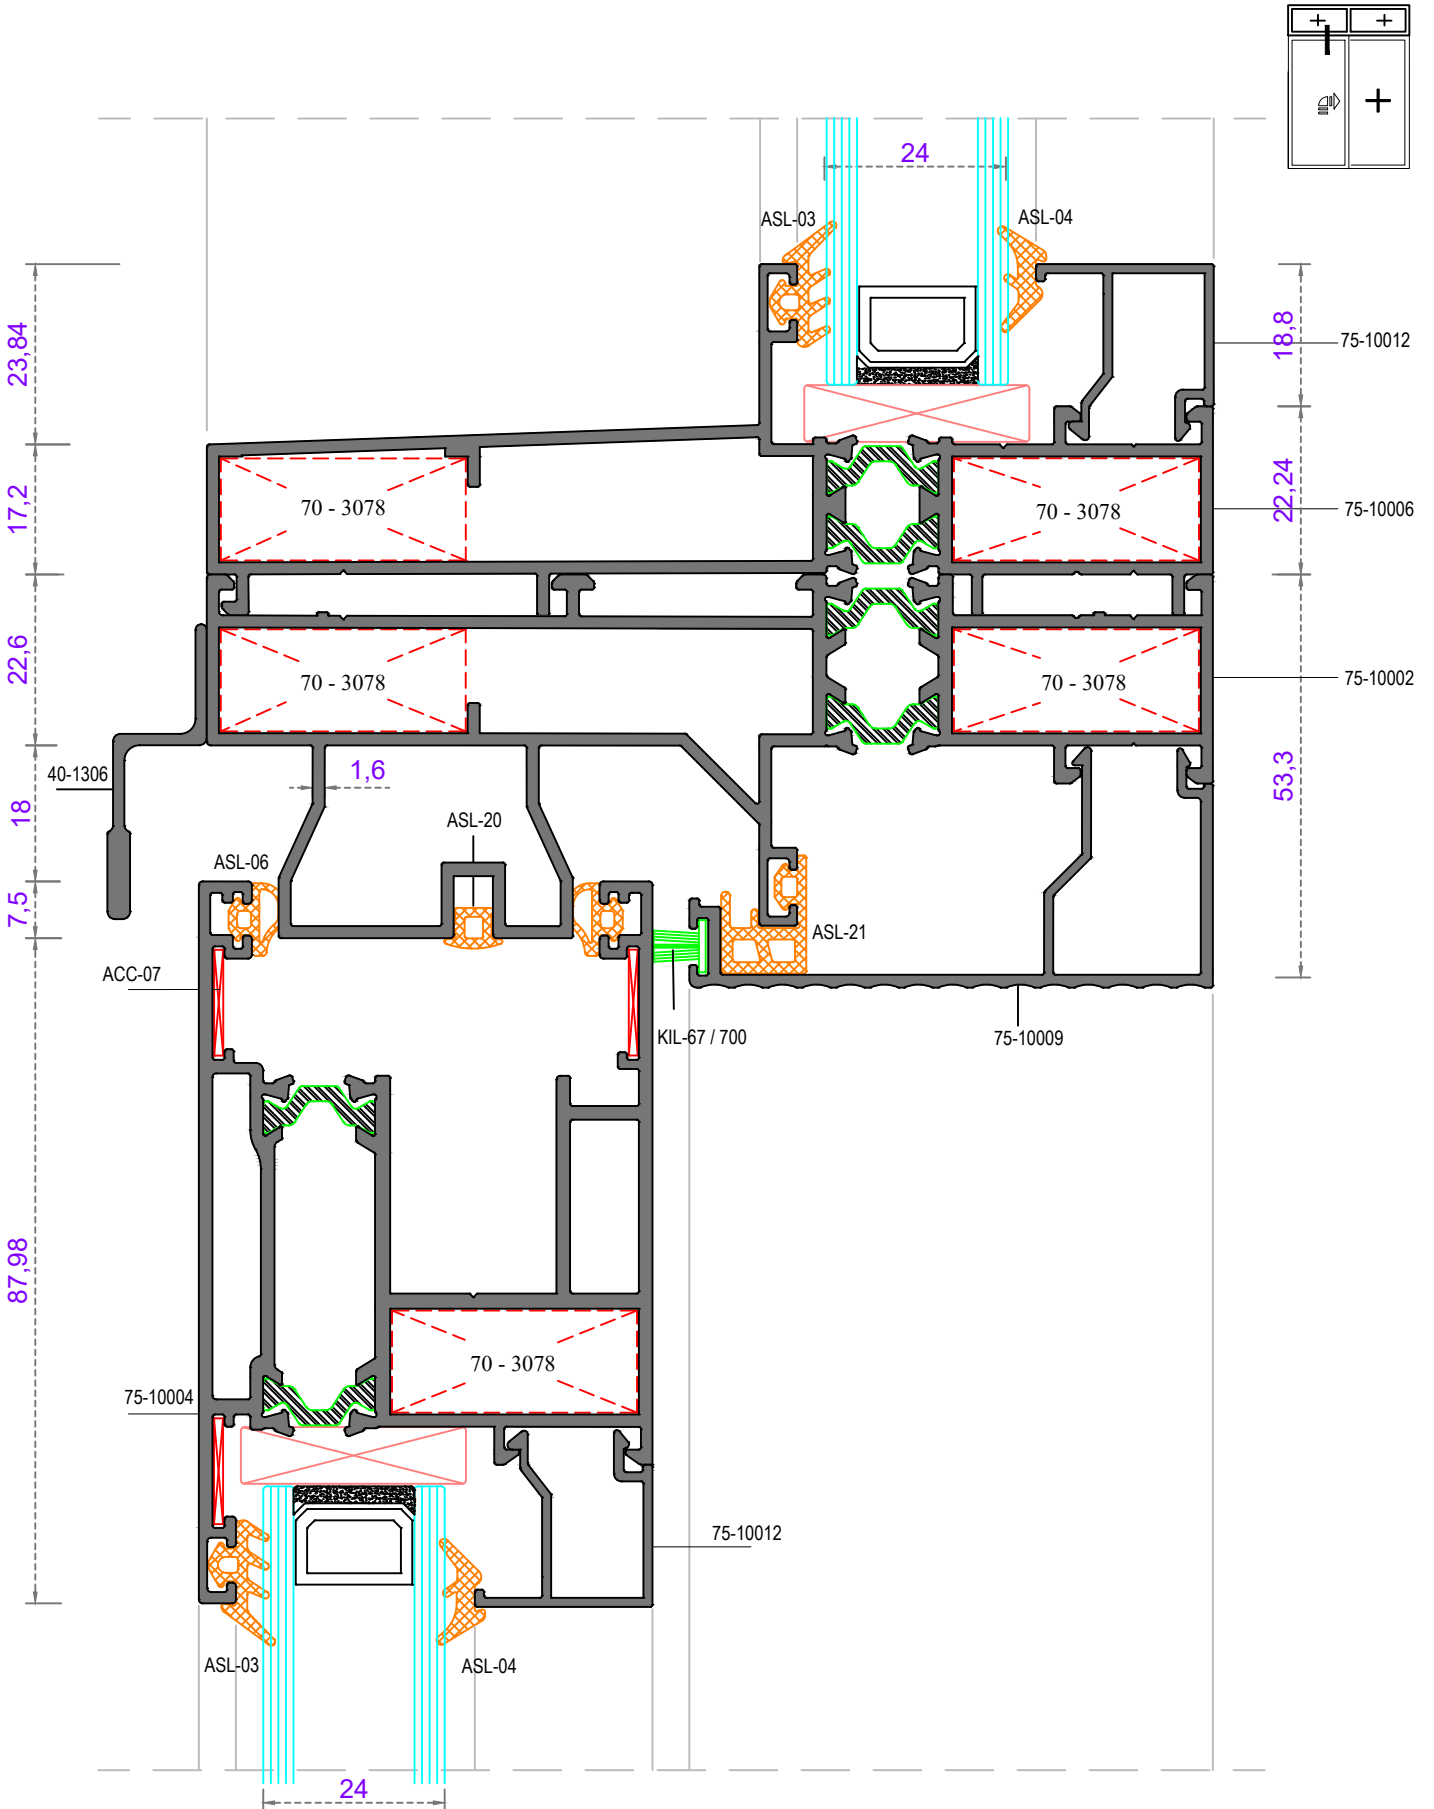 24
ASL-03
ASL-04
23,84
18,8
75-10012
17,2
70 - 3078
70 - 3078
22,24
75-10006
22,6
70 - 3078
70 - 3078
75-10002
40-1306
1,6
53,3
18
ASL-20
ASL-06
7,5
ASL-21
ACC-07
KIL-67 / 700
75-10009
87,98
70 - 3078
75-10004
75-10012
ASL-03
ASL-04
24